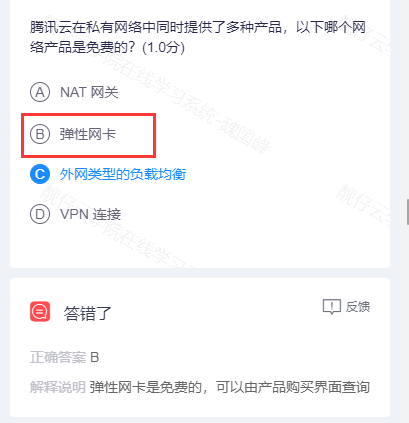 腾讯云在私有网络中同时提供了多种产品，以下哪个网
络产品是免费的？(1.0分)
A NAT 网关
B 弹性网卡
C 外网类型的负载均衡
D VPN 连接
答错了
反馈
正确答案 B
解释说明 弹性网卡是免费的，可以由产品购买界面查询